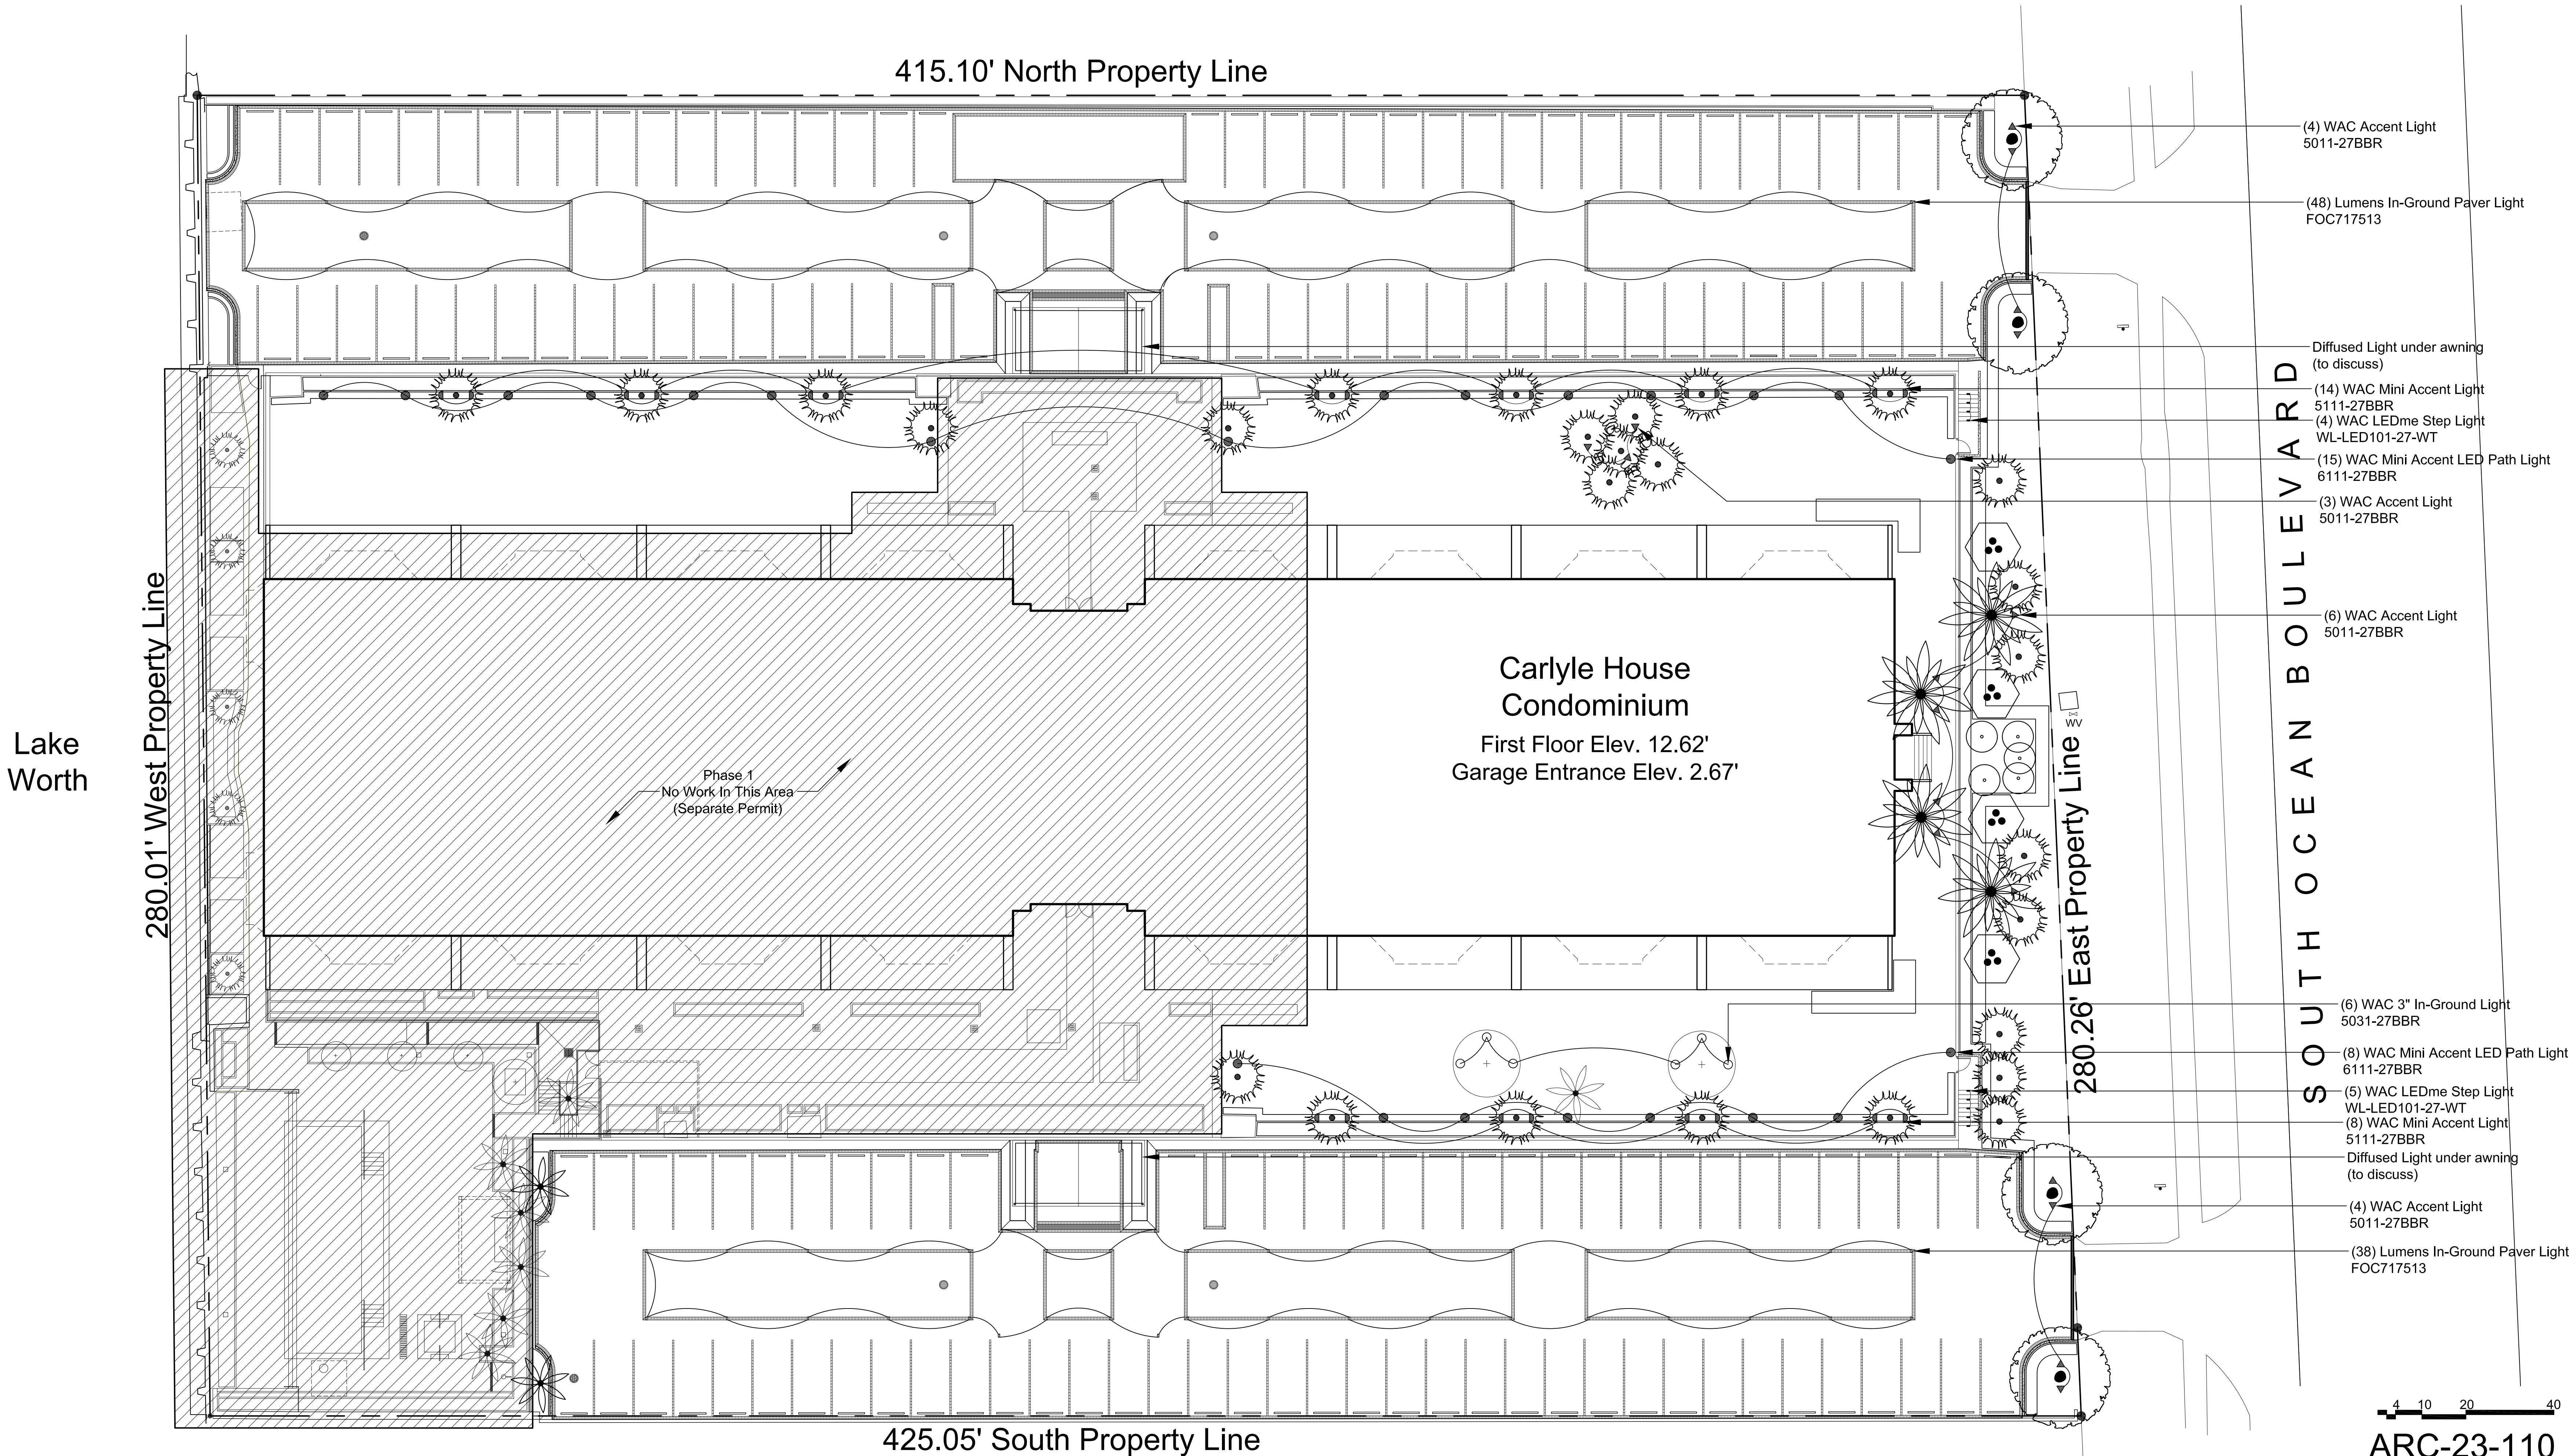 415.10' North Property Line
(4) WAC Accent Light
5011-27BBR
(48) Lumens In-Ground Paver Light
FOC717513
Diffused Light under awning
(to discuss)
(14) WAC Mini Accent Light
5111-27BBR
(4) WAC LEDme Step Light
WL-LED101-27-WT
(15) WAC Mini Accent LED Path Light
6111-27BBR
(3) WAC Accent Light
5011-27BBR
(6) WAC Accent Light
5011-27BBR
Carlyle House
Condominium
First Floor Elev. 12.62'
Garage Entrance Elev. 2.67'
Phase 1
No Work In This Area
(Separate Permit)
Lake
Worth
280.01' West Property Line
WV
280.26' East Property Line
SOUTH OCEAN BOULEVARD
(6) WAC 3" In-Ground Light
5031-27BBR
(8) WAC Mini Accent LED Path Light
6111-27BBR
(5) WAC LEDme Step Light
WL-LED101-27-WT
(8) WAC Mini Accent Light
5111-27BBR
Diffused Light under awning
(to discuss)
(4) WAC Accent Light
5011-27BBR
(38) Lumens In-Ground Paver Light
FOC717513
4 10 20 40
425.05' South Property Line
ARC-23-110